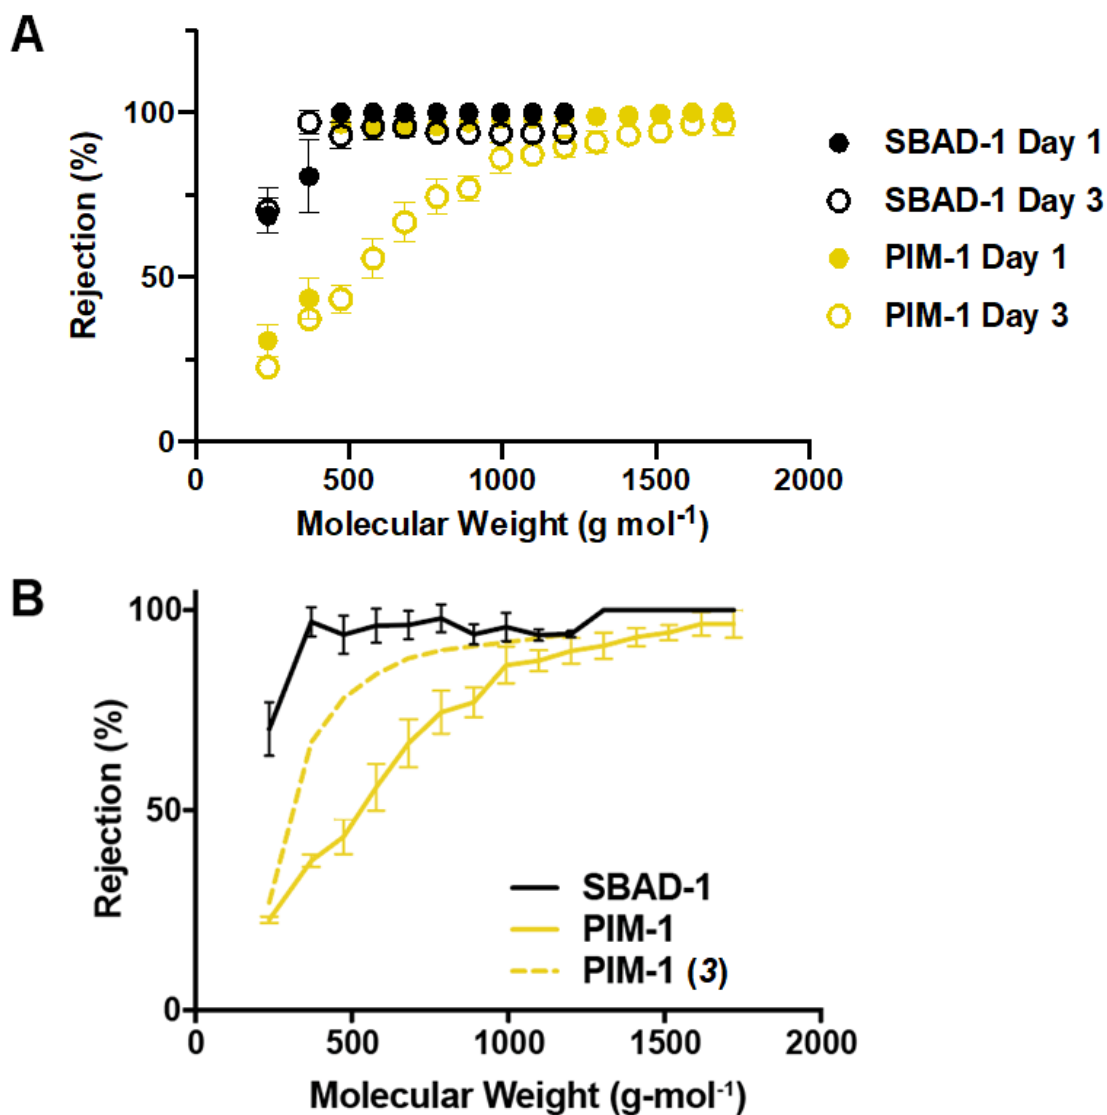 A
Rejection (%)
100
50
0
0 500 1000 1500 2000
Molecular Weight (g mol-1)
SBAD-1 Day 1
SBAD-1 Day 3
PIM-1 Day 1
PIM-1 Day 3
B
Rejection (%)
100
50
0
0 500 1000 1500 2000
Molecular Weight (g-mol-1)
SBAD-1
PIM-1
PIM-1 (3)